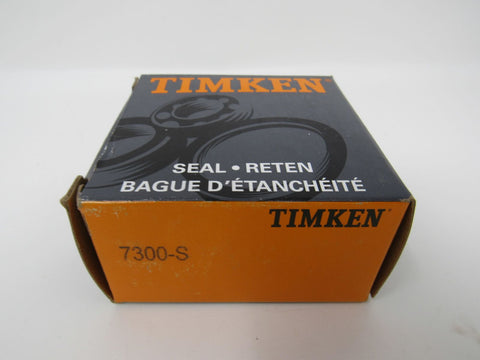 TIMKEN
SEAL • RETEN
BAGUE D'ÉTANCHÉITÉ
TIMKEN
7300-S